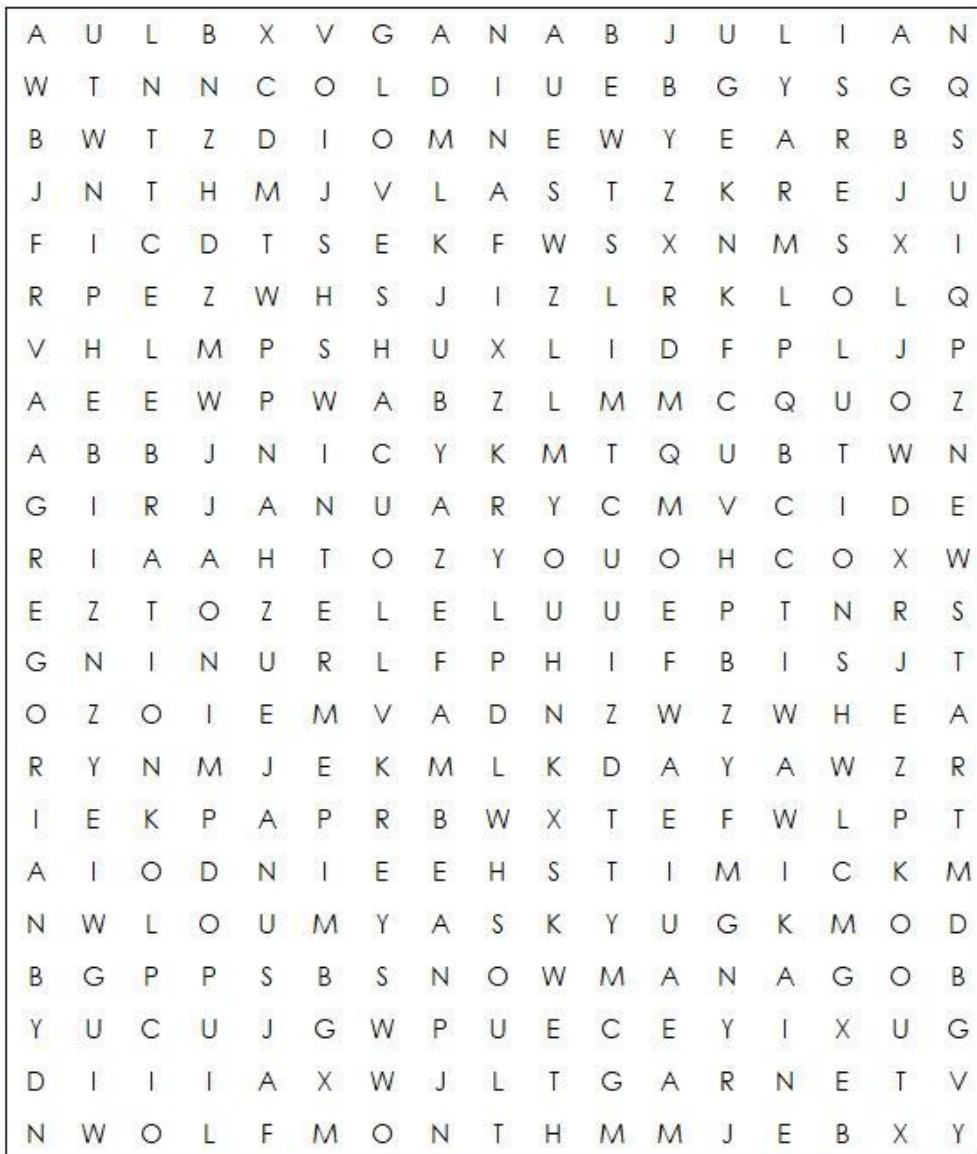 A U L B X V G A N A B J U L I A N
W T N N C O L D I U E B G Y S G Q
B W T Z D I O M N E W Y E A R B S
J N T H M J V L A S T Z K R E J U
F I C D T S E K F W S X N M S X I
R P E Z W H S J I Z L R K L O L Q
V H L M P S H U X L I D F P L J P
A E E W P W A B Z L M M C Q U O Z
A B B J N I C Y K M T Q U B T W N
G I R J A N U A R Y C M V C I D E
R I A A H T O Z Y O U O H C O X W
E Z T O Z E L E L U U E P T N R S
G N I N U R L F P H I F B I S J T
O Z O I E M V A D N Z W Z W H E A
R Y N M J E K M L K D A Y A W Z R
I E K P A P R B W X T E F W L P T
A I O D N I E E H S T I M I C K M
N W L O U M Y A S K Y U G K M O D
B G P P S B S N O W M A N A G O B
Y U C U J G W P U E C E Y I X U G
D I I I A X W J L T G A R N E T V
N W O L F M O N T H M M J E B X Y